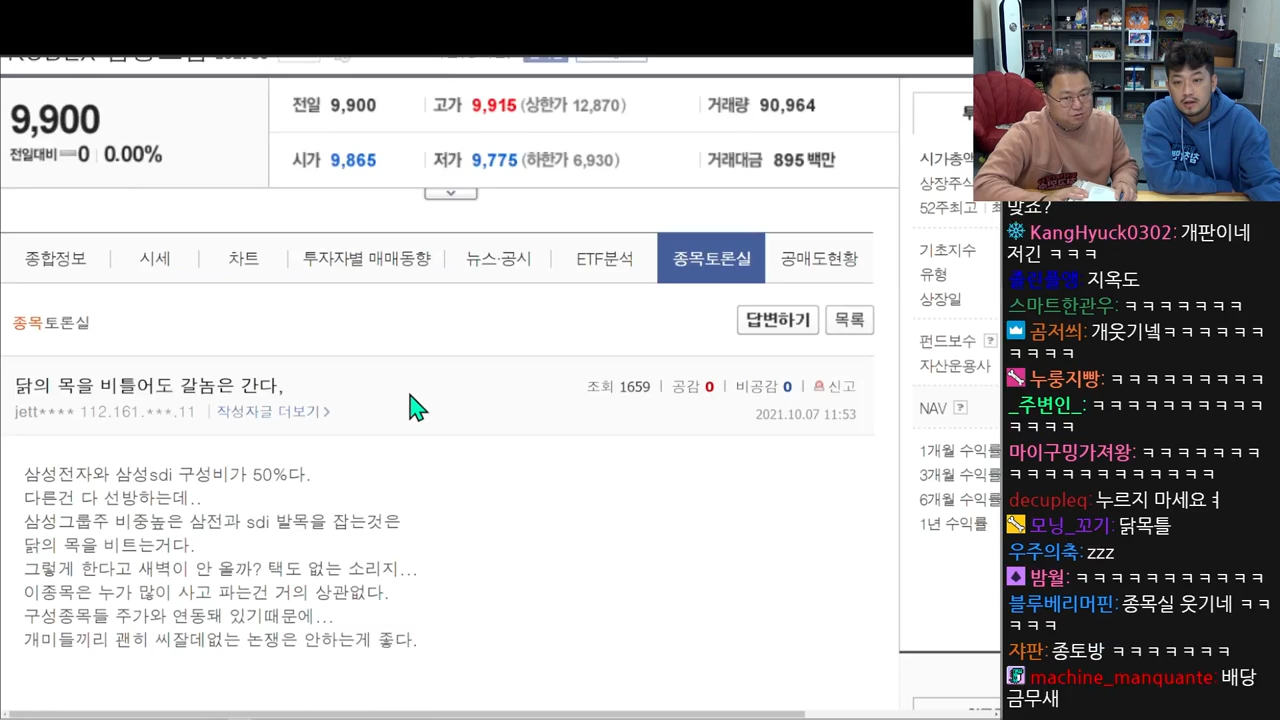 9,900
전일대비 0 0.00%
전일 9,900 고가 9,915 (상한가 12,870) 거래량 90,964
시가 9,865 저가 9,775 (하한가 6,930) 거래대금 895 백만
종합정보 시세 차트 투자자별 매매동향 뉴스·공시 ETF분석 종목토론실 공매도현황
종목토론실
답변하기 목록
닭의 목을 비틀어도 갈놈은 간다,
조회 1659 공감 0 비공감 0 신고
jett**** 112.161.***.11 작성자글 더보기
2021.10.07 11:53
삼성전자와 삼성sdi 구성비가 50%다.
다른건 다 선방하는데..
삼성그룹주 비중높은 삼전과 sdi 발목을 잡는것은
닭의 목을 비트는거다.
그렇게 한다고 새벽이 안 올까? 택도 없는 소리지...
이종목은 누가 많이 사고 파는건 거의 상관없다.
구성종목들 주가와 연동돼 있기때문에...
개미들끼리 괜히 씨잘데없는 논쟁은 안하는게 좋다.
시가총액
상장주식
52주최고
기초지수
유형
상장일
펀드보수 ?
자산운용사
NAV ?
1개월 수익률
3개월 수익률
6개월 수익률
1년 수익률
맞죠?
KangHyuck0302: 개판이네
저긴 ㅋㅋㅋ
폴런플앵: 지옥도
스마트한관우: ㅋㅋㅋㅋㅋㅋㅋ
곰저씌: 개웃기넼ㅋㅋㅋㅋㅋㅋ
ㅋㅋㅋㅋ
누룽지빵: ㅋㅋㅋㅋㅋㅋㅋㅋㅋ
_주변인_: ㅋㅋㅋㅋㅋㅋㅋㅋㅋㅋ
ㅋㅋㅋㅋ
마이구밍가져왕: ㅋㅋㅋㅋㅋㅋㅋ
ㅋㅋㅋㅋㅋㅋㅋㅋㅋㅋㅋㅋ
decupleq: 누르지 마세요ㅕ
모닝_꼬기: 닭목틀
우주의축: zzz
밤월: ㅋㅋㅋㅋㅋㅋㅋㅋㅋㅋㅋ
블루베리머핀: 종목실 웃기네 ㅋㅋ
ㅋㅋㅋ
쟈판: 종토방 ㅋㅋㅋㅋㅋㅋㅋ
machine_manquante: 배당
금무새